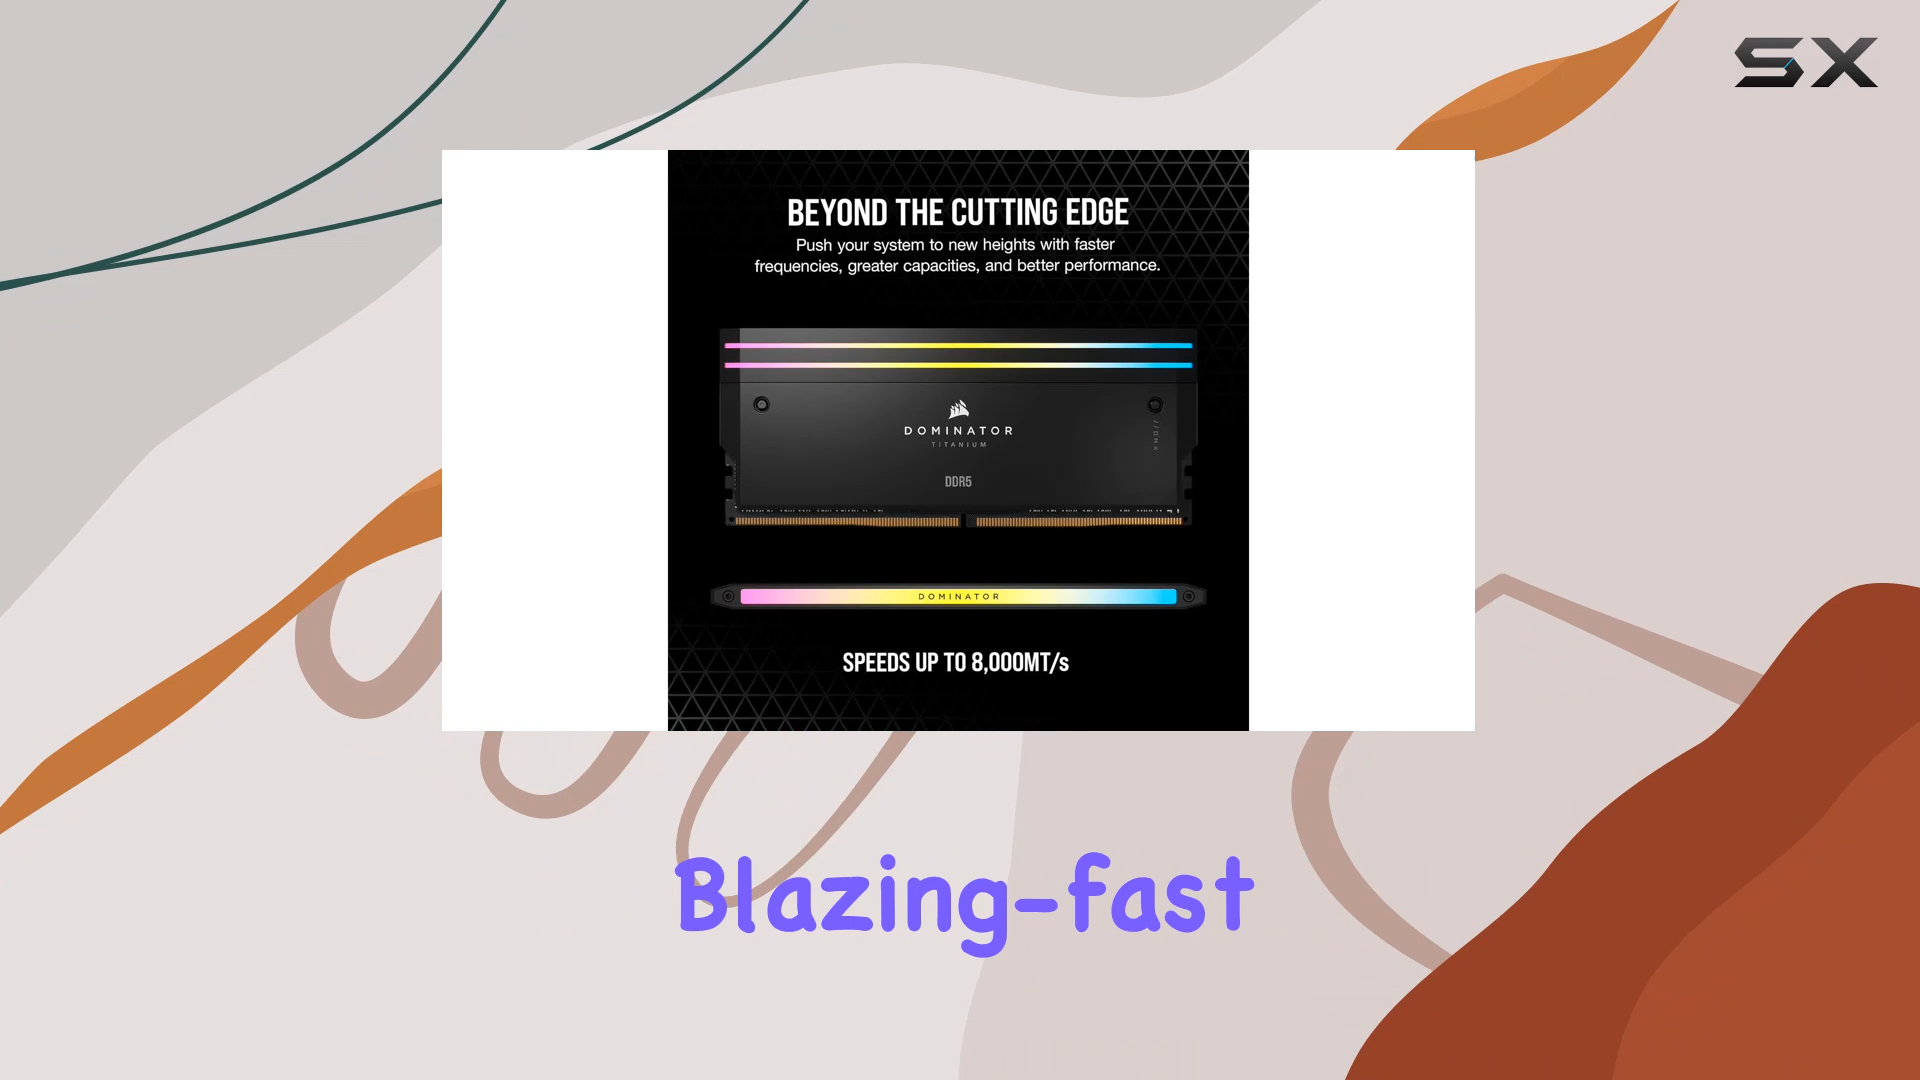 SX
BEYOND THE CUTTING EDGE
Push your system to new heights with faster
frequencies, greater capacities, and better performance.
DOMINATOR
TITANIUM
//DHX
DDR5
DOMINATOR
SPEEDS UP TO 8,000MT/s
Blazing-fast